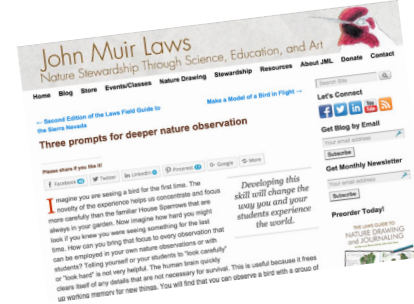 John Muir Laws
Nature Stewardship Through Science, Education, and Art
Home Blog Store Events/Classes Nature Drawing Stewardship Resources About JML Donate Contact
← Second Edition of the Laws Field Guide to
the Sierra Nevada
Make a Model of a Bird in Flight →
Three prompts for deeper nature observation
Please share if you like it!
Facebook
Twitter
LinkedIn
Pinterest
Google
More
Imagine you are seeing a bird for the first time. The
novelty of the experience helps us concentrate and focus
more carefully than the familiar House Sparrows that are
always in your garden. Now imagine how hard you might
look if you knew you were seeing something for the last
time. How can you bring that focus to every observation that
can be employed in your own nature observations or with
students? Telling yourself or your students to "look carefully"
or "look hard" is not very helpful. The human brain quickly
clears itself of any details that are not necessary for survival. This is useful because it frees
up working memory for new things. You will find that you can observe a bird with a group of
Developing this
skill will change the
way you and your
students experience
the world.
Search Site
Let's Connect
Get Blog by Email
Your email address
Subscribe
Get Monthly Newsletter
Your email address
Subscribe
Preorder Today!
THE LAWS GUIDE TO
NATURE DRAWING
and JOURNALING